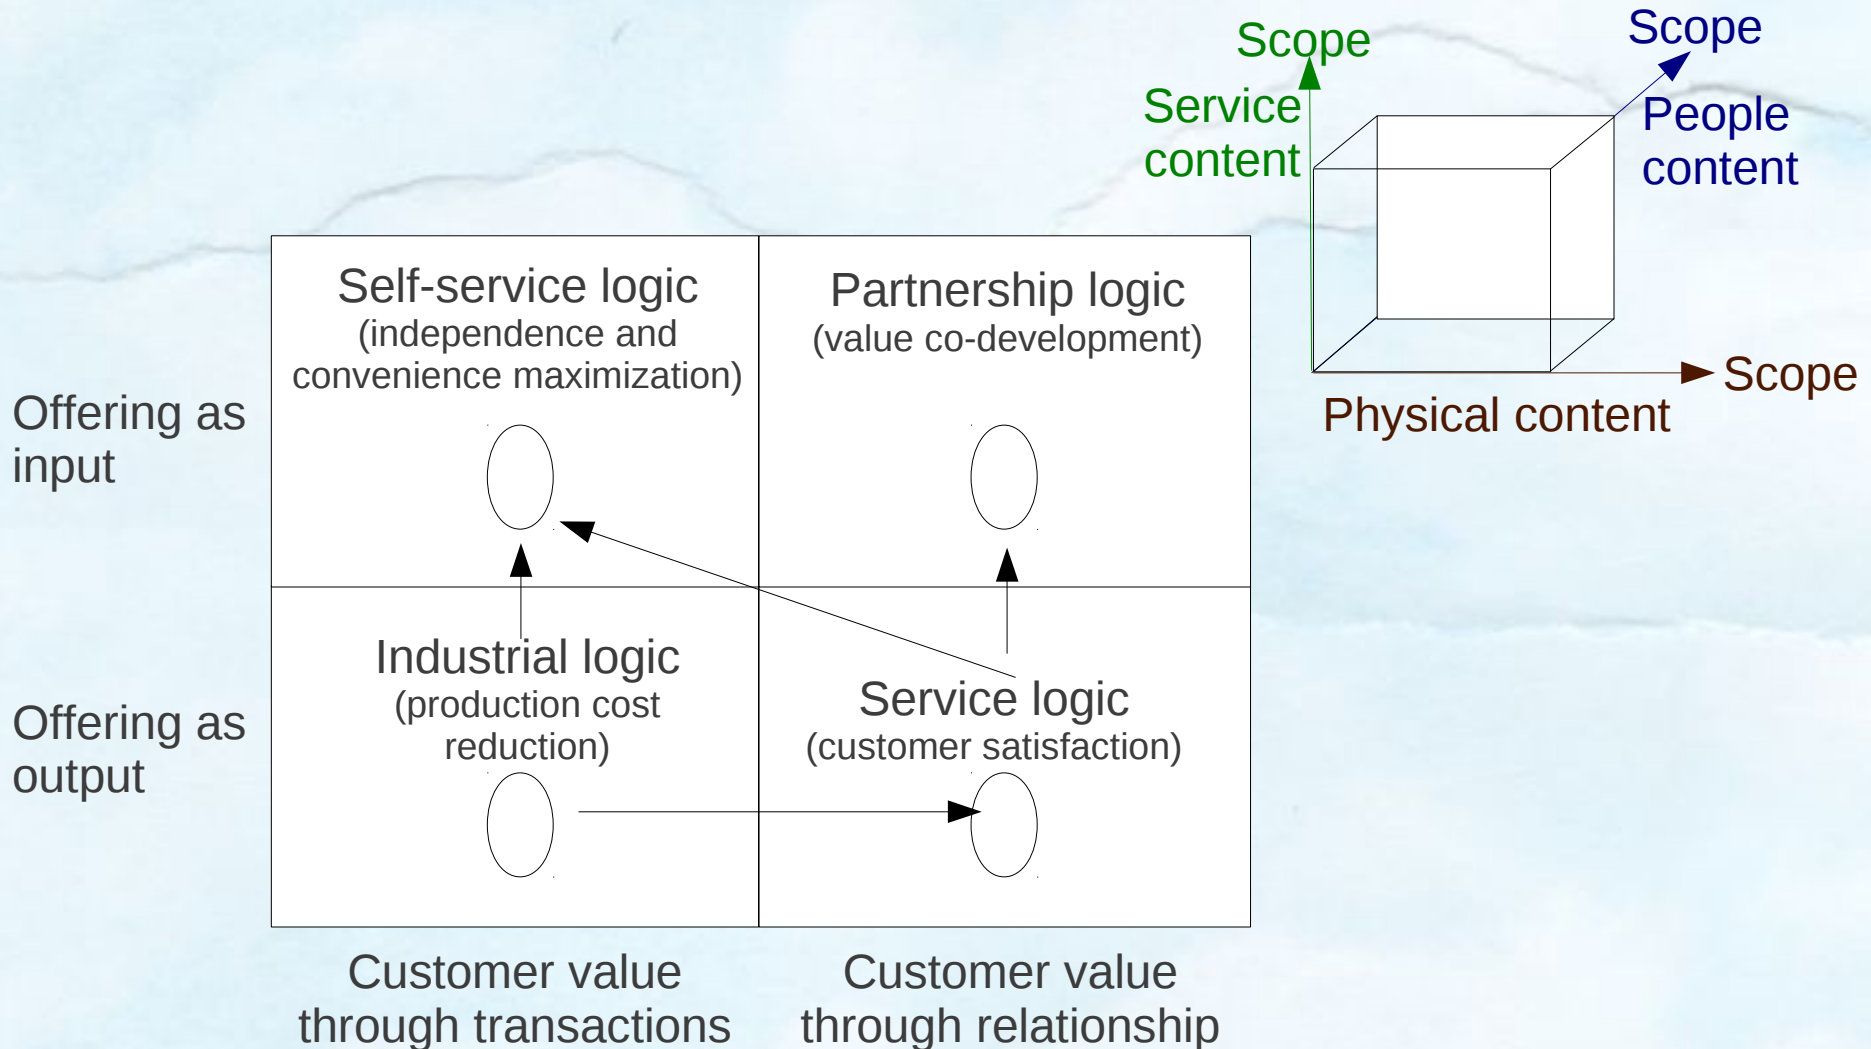 Scope
Scope
Service
content
People
content
Scope
Physical content
Self-service logic
(independence and
convenience maximization)
Partnership logic
(value co-development)
Offering as
input
Industrial logic
(production cost
reduction)
Service logic
(customer satisfaction)
Offering as
output
Customer value
through transactions
Customer value
through relationship